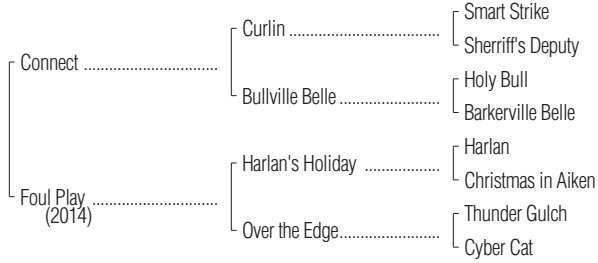 Smart Strike
Curlin ................................
Sherriff's Deputy
Connect ............................
Holy Bull
Bullville Belle .....................
Barkerville Belle
Harlan
Harlan's Holiday ................
Christmas in Aiken
Foul Play ..........................
(2014)
Thunder Gulch
Over the Edge.....................
Cyber Cat